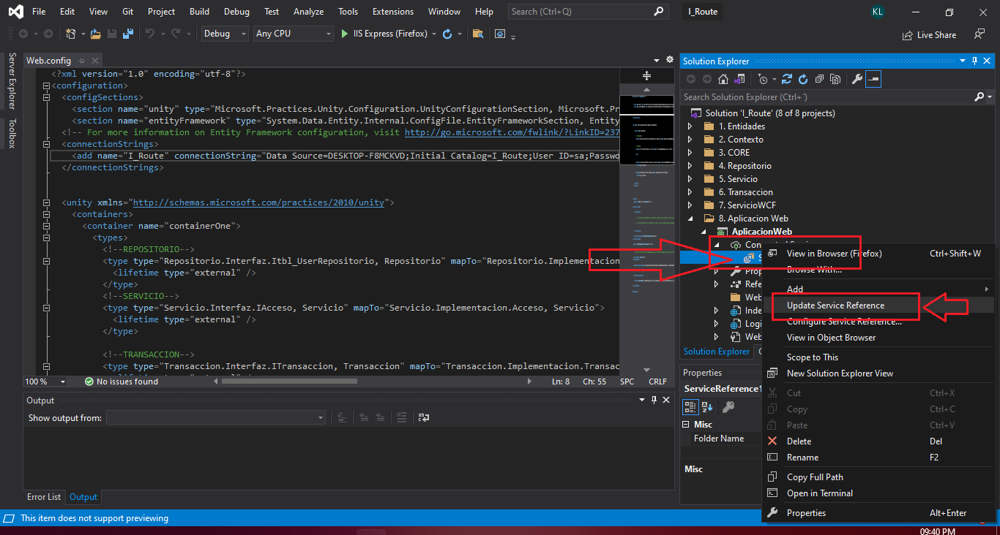 File Edit View Git Project Build Debug Test Analyze Tools Extensions Window Help Search (Ctrl+Q) I_Route KL
Debug Any CPU IIS Express (Firefox) Live Share
Server Explorer
Toolbox
Web.config
<?xml version="1.0" encoding="utf-8"?>
<configuration>
<configSections>
<section name="unity" type="Microsoft.Practices.Unity.Configuration.UnityConfigurationSection, Microsoft.Pr
<section name="entityFramework" type="System.Data.Entity.Internal.ConfigFile.EntityFrameworkSection, Entity
<!-- For more information on Entity Framework configuration, visit http://go.microsoft.com/fwlink/?LinkID=237
<connectionStrings>
<add name="I_Route" connectionString="Data Source=DESKTOP-F8MCKVD;Initial Catalog=I_Route;User ID=sa;Passwo
</connectionStrings>
<unity xmlns="http://schemas.microsoft.com/practices/2010/unity">
<containers>
<container name="containerOne">
<types>
<!--REPOSITORIO-->
<type type="Repositorio.Interfaz.Itbl_UserRepositorio, Repositorio" mapTo="Repositorio.Implementacion
<lifetime type="external" />
</type>
<!--SERVICIO-->
<type type="Servicio.Interfaz.IAcceso, Servicio" mapTo="Servicio.Implementacion.Acceso, Servicio">
<lifetime type="external" />
</type>
<!--TRANSACCION-->
<type type="Transaccion.Interfaz.ITransaccion, Transaccion" mapTo="Transaccion.Implementacion.Transac
100 % No issues found Ln: 8 Ch: 55 SPC CRLF
Output
Show output from:
Error List Output
This item does not support previewing
Solution Explorer
Search Solution Explorer (Ctrl+´)
Solution 'I_Route' (8 of 8 projects)
1. Entidades
2. Contexto
3. CORE
4. Repositorio
5. Servicio
6. Transaccion
7. ServicioWCF
8. Aplicacion Web
AplicacionWeb
Prop
Refe
Web
Inde
Logi
Web
Solution Explorer
Properties
ServiceReference1
Misc
Folder Name
Misc
View in Browser (Firefox) Ctrl+Shift+W
Browse With...
Add
Update Service Reference
Configure Service Reference...
View in Object Browser
Scope to This
New Solution Explorer View
Cut Ctrl+X
Copy Ctrl+C
Paste Ctrl+V
Delete Del
Rename F2
Copy Full Path
Open in Terminal
Properties Alt+Enter
09:40 PM